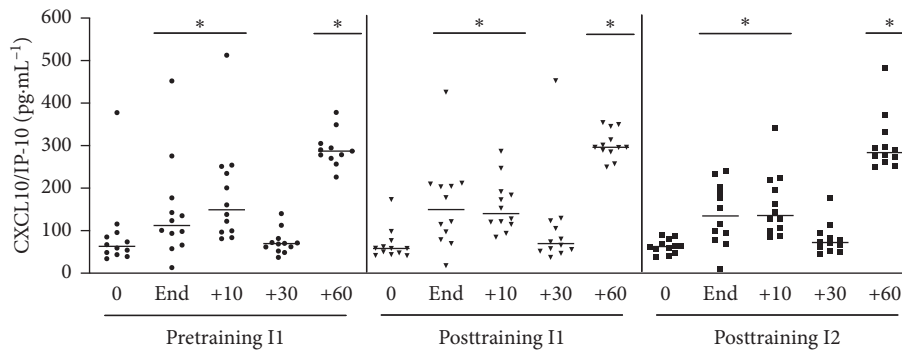 CXCL10/IP-10 (pg·mL⁻¹)
600
500
400
300
200
100
0
* * * * * *
0 End +10 +30 +60 0 End +10 +30 +60 0 End +10 +30 +60
Pretraining I1 Posttraining I1 Posttraining I2